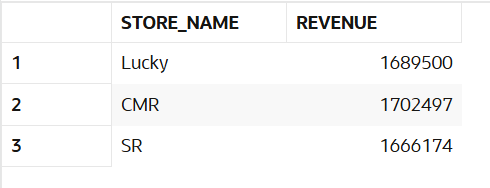 STORE_NAME REVENUE
1 Lucky 1689500
2 CMR 1702497
3 SR 1666174